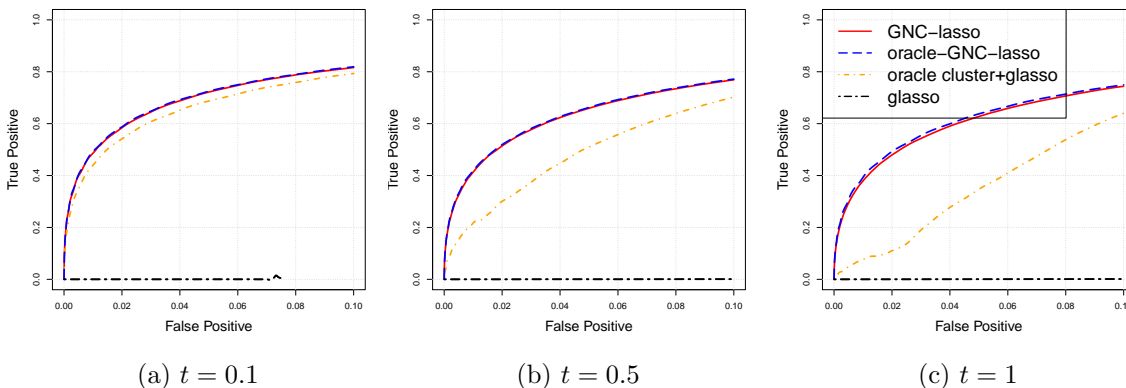 True Positive
0.0 0.2 0.4 0.6 0.8 1.0
0.00 0.02 0.04 0.06 0.08 0.10
False Positive
(a) t = 0.1
True Positive
0.0 0.2 0.4 0.6 0.8 1.0
0.00 0.02 0.04 0.06 0.08 0.10
False Positive
(b) t = 0.5
True Positive
0.0 0.2 0.4 0.6 0.8 1.0
GNC−lasso
oracle−GNC−lasso
oracle cluster+glasso
glasso
0.00 0.02 0.04 0.06 0.08 0.10
False Positive
(c) t = 1